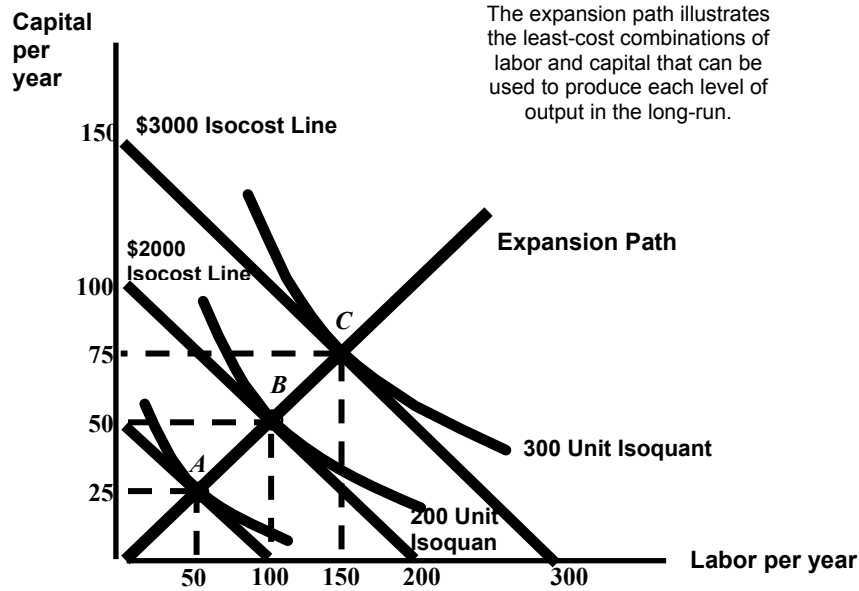 Capital
per
year
The expansion path illustrates
the least-cost combinations of
labor and capital that can be
used to produce each level of
output in the long-run.
150
$3000 Isocost Line
Expansion Path
$2000
Isocost Line
100
C
75
B
50
300 Unit Isoquant
A
25
200 Unit
Isoquan
Labor per year
50
100
150
200
300